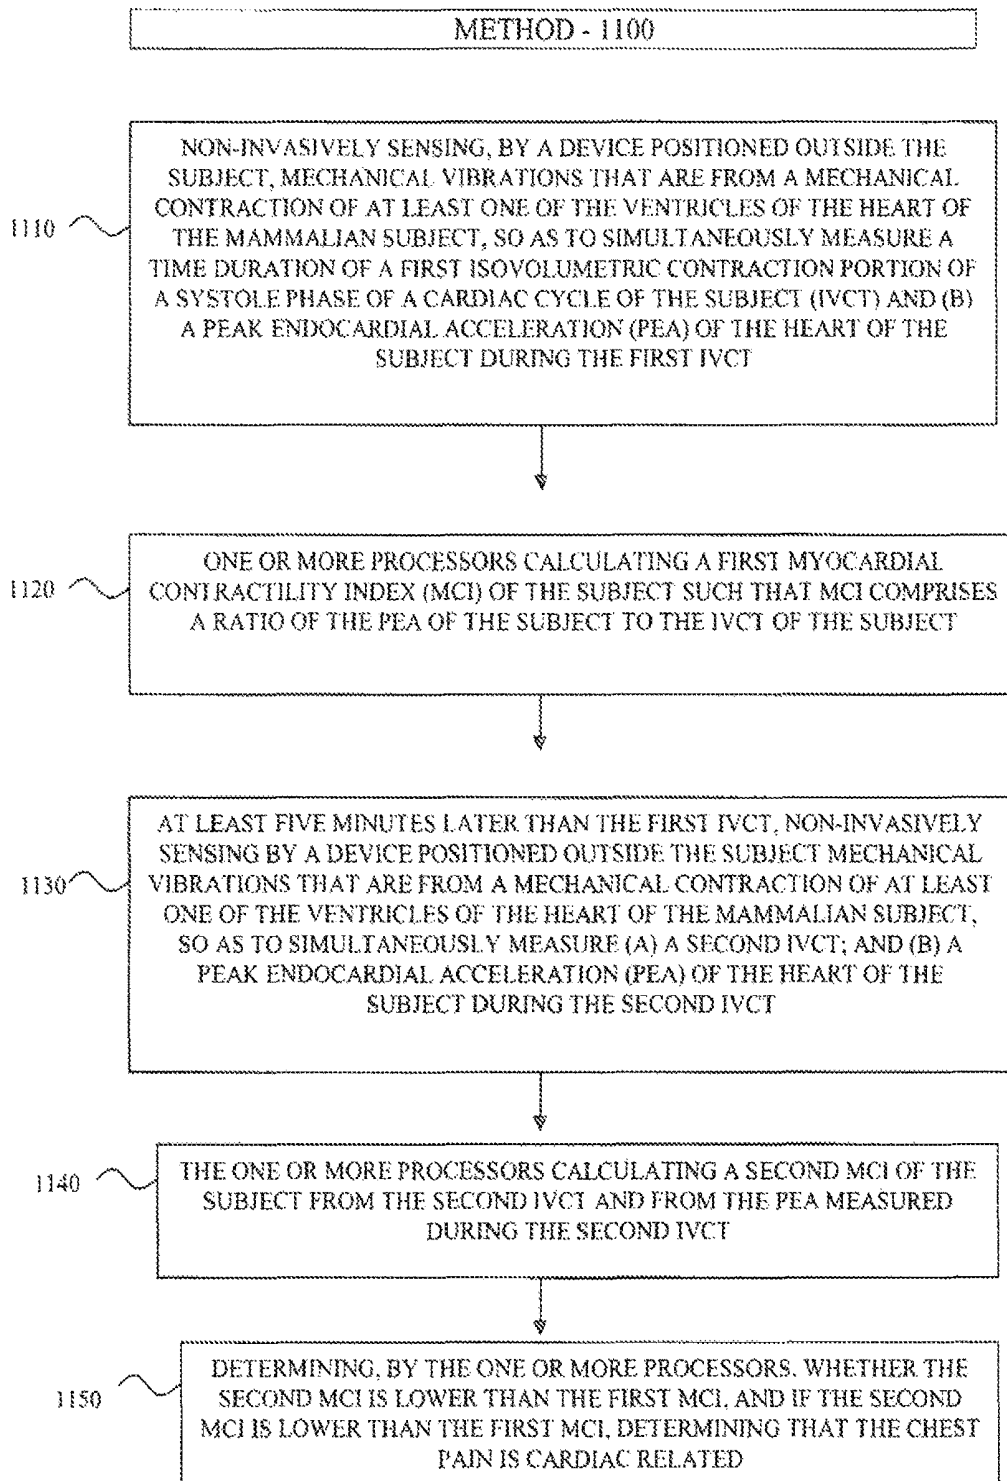 METHOD - 1100
1110
NON-INVASIVELY SENSING, BY A DEVICE POSITIONED OUTSIDE THE
SUBJECT, MECHANICAL VIBRATIONS THAT ARE FROM A MECHANICAL
CONTRACTION OF AT LEAST ONE OF THE VENTRICLES OF THE HEART OF
THE MAMMALIAN SUBJECT, SO AS TO SIMULTANEOUSLY MEASURE A
TIME DURATION OF A FIRST ISOVOLUMETRIC CONTRACTION PORTION OF
A SYSTOLE PHASE OF A CARDIAC CYCLE OF THE SUBJECT (IVCT) AND (B)
A PEAK ENDOCARDIAL ACCELERATION (PEA) OF THE HEART OF THE
SUBJECT DURING THE FIRST IVCT
1120
ONE OR MORE PROCESSORS CALCULATING A FIRST MYOCARDIAL
CONTRACTILITY INDEX (MCI) OF THE SUBJECT SUCH THAT MCI COMPRISES
A RATIO OF THE PEA OF THE SUBJECT TO THE IVCT OF THE SUBJECT
1130
AT LEAST FIVE MINUTES LATER THAN THE FIRST IVCT, NON-INVASIVELY
SENSING BY A DEVICE POSITIONED OUTSIDE THE SUBJECT MECHANICAL
VIBRATIONS THAT ARE FROM A MECHANICAL CONTRACTION OF AT LEAST
ONE OF THE VENTRICLES OF THE HEART OF THE MAMMALIAN SUBJECT,
SO AS TO SIMULTANEOUSLY MEASURE (A) A SECOND IVCT; AND (B) A
PEAK ENDOCARDIAL ACCELERATION (PEA) OF THE HEART OF THE
SUBJECT DURING THE SECOND IVCT
1140
THE ONE OR MORE PROCESSORS CALCULATING A SECOND MCI OF THE
SUBJECT FROM THE SECOND IVCT AND FROM THE PEA MEASURED
DURING THE SECOND IVCT
1150
DETERMINING, BY THE ONE OR MORE PROCESSORS, WHETHER THE
SECOND MCI IS LOWER THAN THE FIRST MCI, AND IF THE SECOND
MCI IS LOWER THAN THE FIRST MCI, DETERMINING THAT THE CHEST
PAIN IS CARDIAC RELATED